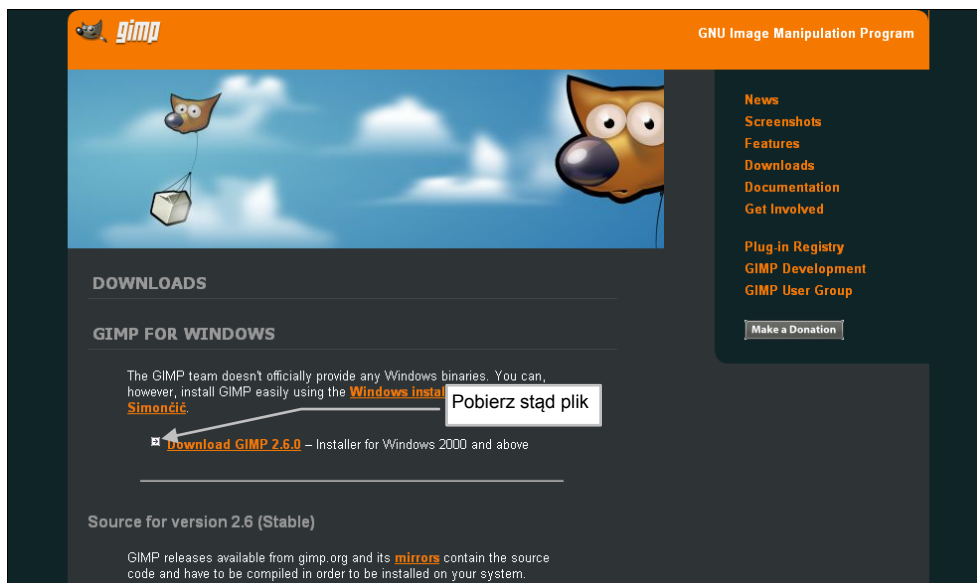 gimp
GNU Image Manipulation Program
News
Screenshots
Features
Downloads
Documentation
Get Involved
Plug-in Registry
GIMP Development
GIMP User Group
Make a Donation
DOWNLOADS
GIMP FOR WINDOWS
The GIMP team doesn't officially provide any Windows binaries. You can,
however, install GIMP easily using the Windows
Simončič.
Pobierz stąd plik
Download GIMP 2.6.0 – Installer for Windows 2000 and above
Source for version 2.6 (Stable)
GIMP releases available from gimp.org and its mirrors contain the source
code and have to be compiled in order to be installed on your system.